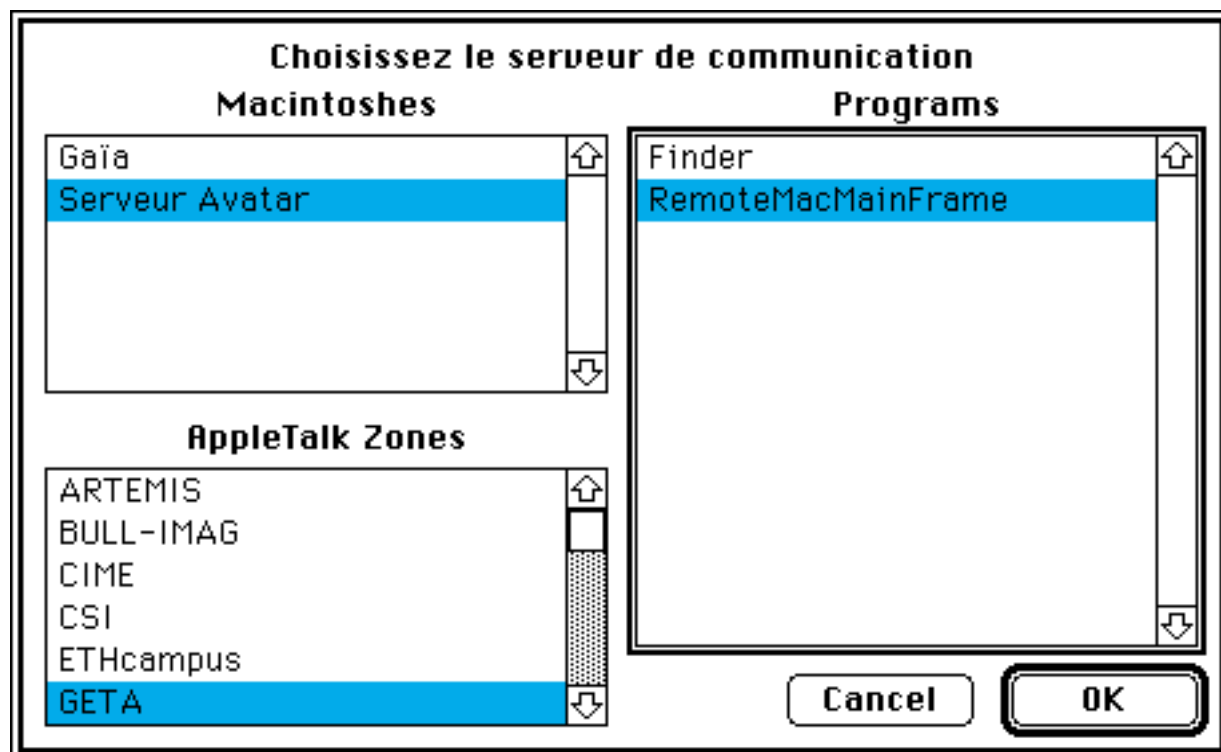 Choisissez le serveur de communication
Macintoshes
Gaïa
Serveur Avatar
AppleTalk Zones
ARTEMIS
BULL-IMAG
CIME
CSI
ETHcampus
GETA
Programs
Finder
RemoteMacMainFrame
Cancel
OK